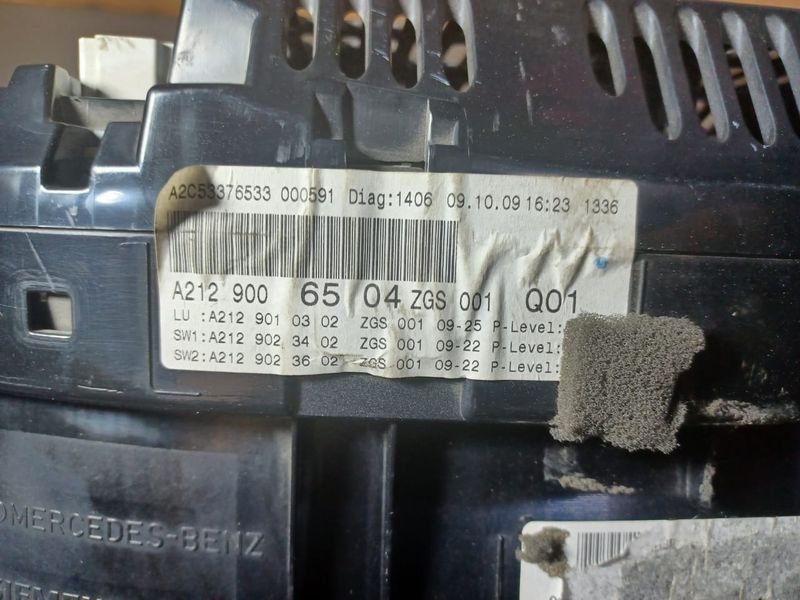 A2C53376533 000591 Diag:1406 09.10.09 16:23 1336
A212 900 65 04 ZGS 001 Q01
LU :A212 901 03 02 ZGS 001 09-25 P-Level:
SW1:A212 902 34 02 ZGS 001 09-22 P-Level:
SW2:A212 902 36 02 ZGS 001 09-22 P-Level:
MERCEDES-BENZ